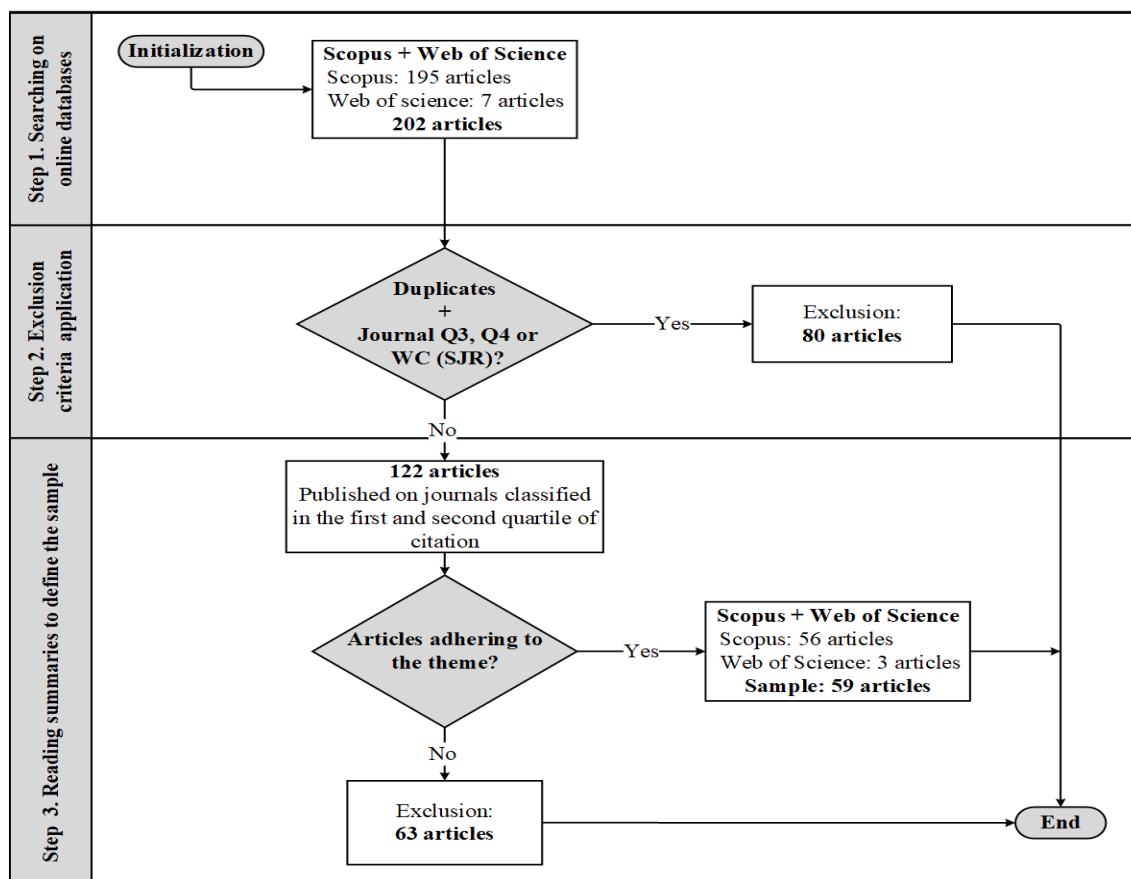 Step 1. Searching on
online databases
Initialization
Scopus + Web of Science
Scopus: 195 articles
Web of science: 7 articles
202 articles
Step 2. Exclusion
criteria application
Duplicates
+
Journal Q3, Q4 or
WC (SJR)?
Yes
Exclusion:
80 articles
No
Step 3. Reading summaries to define the sample
122 articles
Published on journals classified
in the first and second quartile of
citation
Articles adhering to
the theme?
Yes
Scopus + Web of Science
Scopus: 56 articles
Web of Science: 3 articles
Sample: 59 articles
No
Exclusion:
63 articles
End